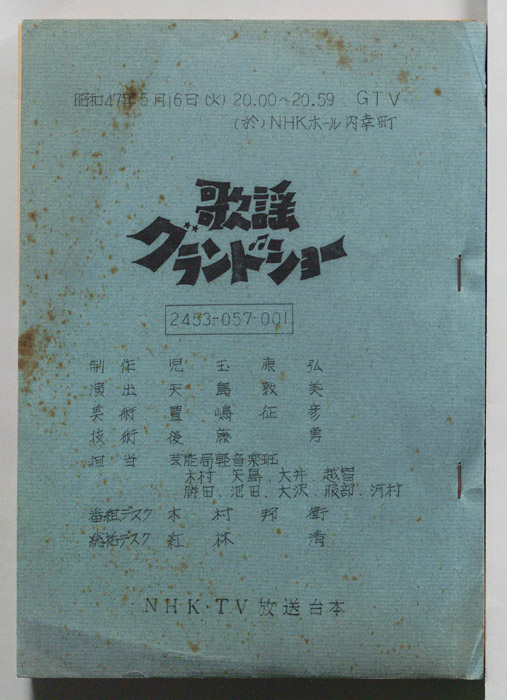 昭和47年5月16日(火) 20.00〜20.59 GTV
(於)NHKホール内幸町
歌謡
グランドショー
2453-057-001
制作 児玉康弘
演出 天島敦美
美術 豊嶋征彦
技術 後藤勇
担当 芸能局軽音楽班
木村 天島、大井 越智
勝田、池田、大沢、服部、河村
番組デスク 木村邦衛
総括デスク 紅林清
NHK・TV放送台本